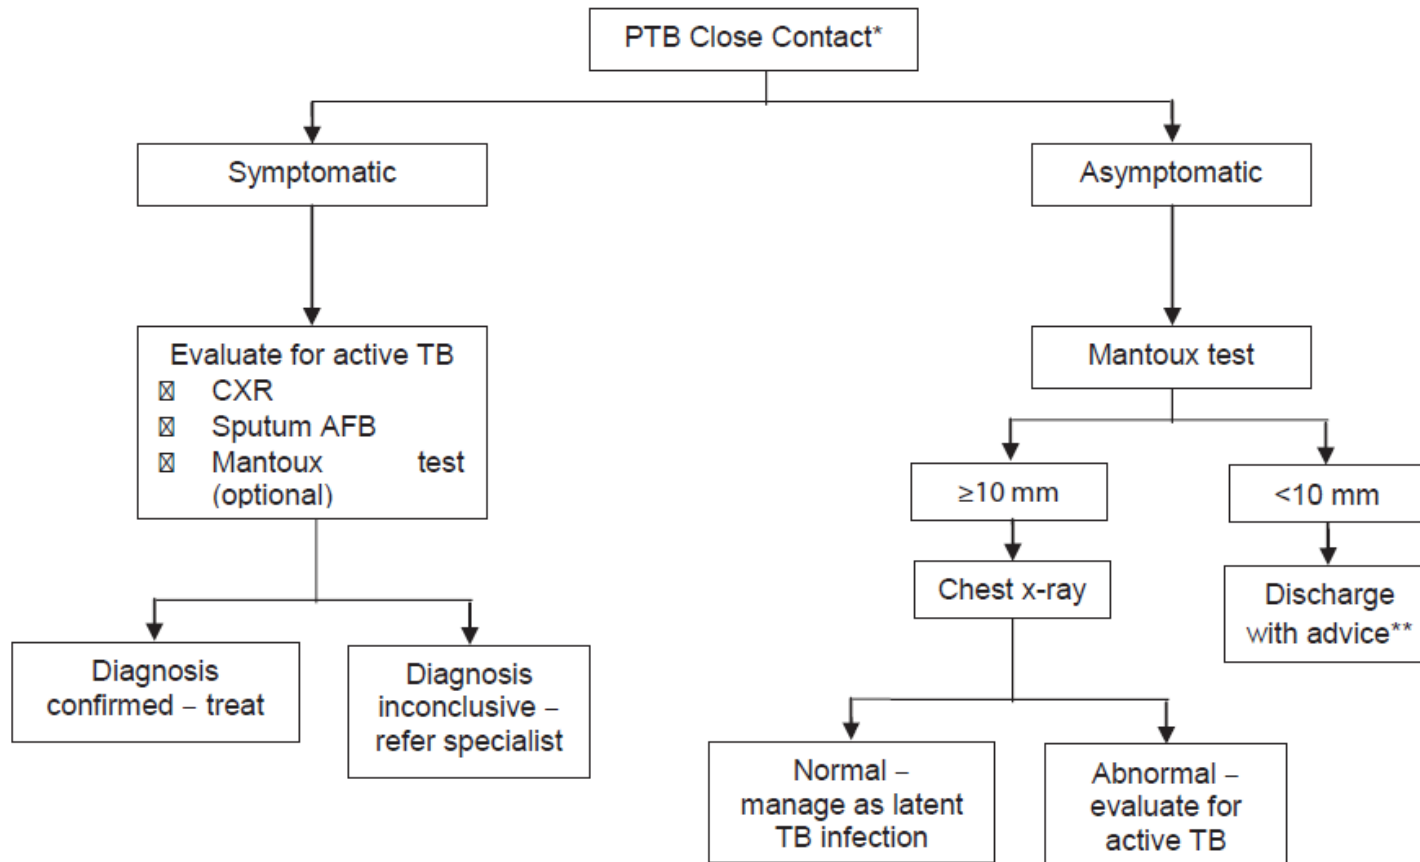 PTB Close Contact*
Symptomatic
Asymptomatic
Evaluate for active TB
CXR
Sputum AFB
Mantoux test
(optional)
Mantoux test
≥10 mm
<10 mm
Chest x-ray
Discharge
with advice**
Diagnosis
confirmed – treat
Diagnosis
inconclusive –
refer specialist
Normal –
manage as latent
TB infection
Abnormal –
evaluate for
active TB